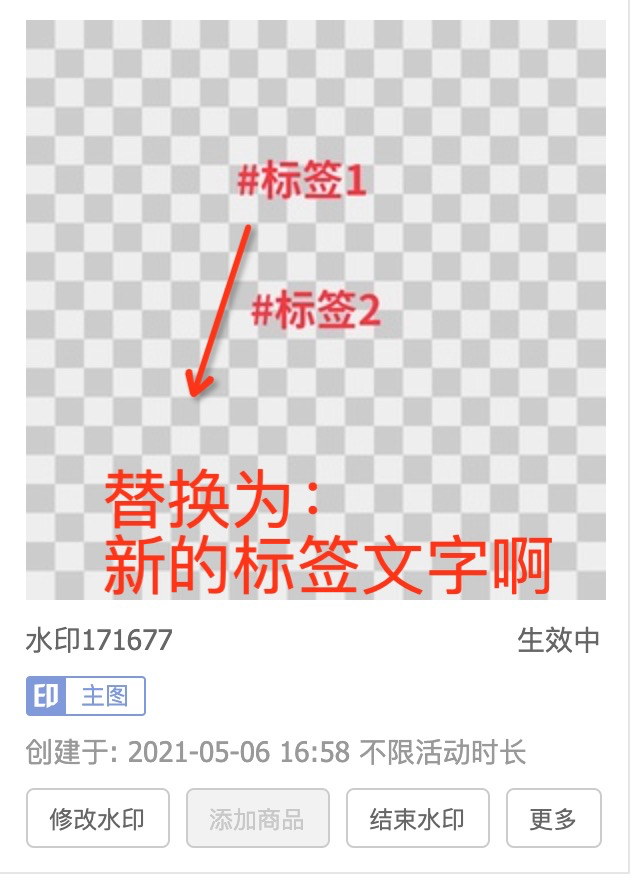 #标签1
#标签2
替换为：
新的标签文字啊
水印171677 生效中
印 主图
创建于: 2021-05-06 16:58 不限活动时长
修改水印 添加商品 结束水印 更多